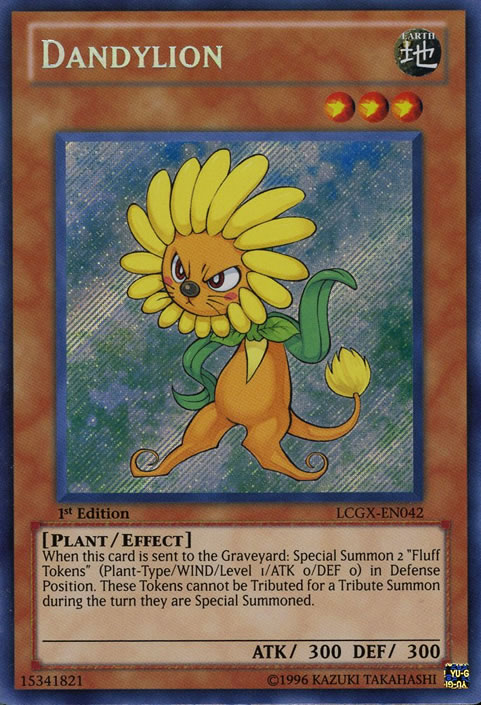 DANDYLION
EARTH
地
1st Edition
LCGX-EN042
[PLANT/EFFECT]
When this card is sent to the Graveyard: Special Summon 2 "Fluff
Tokens" (Plant-Type/WIND/Level 1/ATK 0/DEF 0) in Defense
Position. These Tokens cannot be Tributed for a Tribute Summon
during the turn they are Special Summoned.
ATK/ 300 DEF/ 300
15341821
©1996 KAZUKI TAKAHASHI